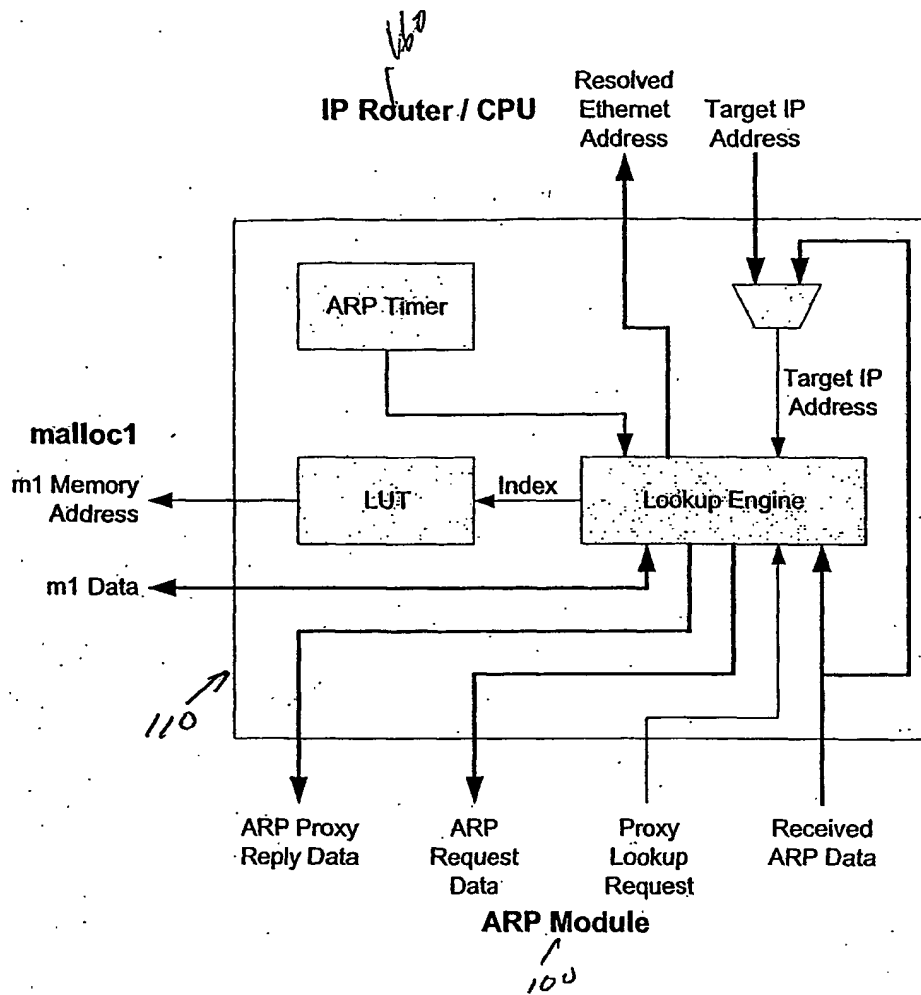 IP Router / CPU
Resolved
Ethernet
Address
Target IP
Address
ARP Timer
Target IP
Address
malloc1
m1 Memory
Address
LUT
Index
Lookup Engine
m1 Data
110
ARP Proxy
Reply Data
ARP
Request
Data
Proxy
Lookup
Request
Received
ARP Data
ARP Module
100